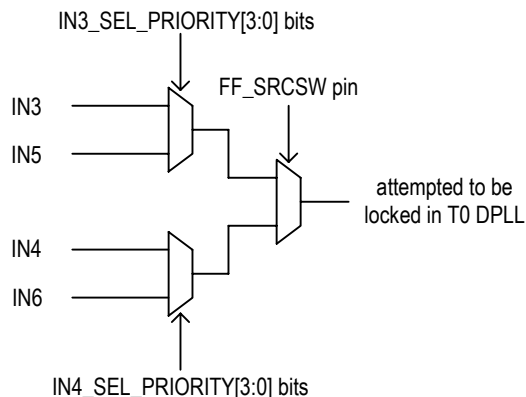 IN3_SEL_PRIORITY[3:0] bits
FF_SRCSW pin
IN3
IN5
attempted to be
locked in T0 DPLL
IN4
IN6
IN4_SEL_PRIORITY[3:0] bits